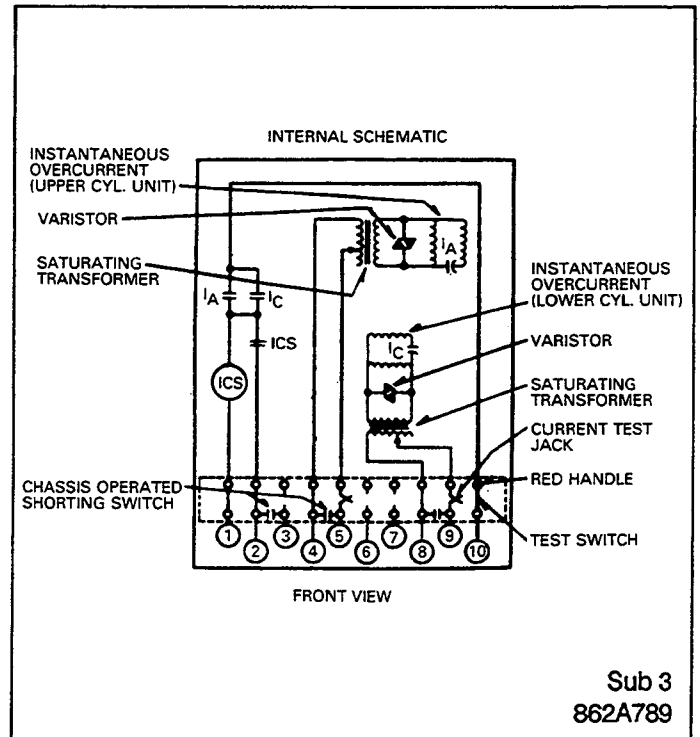 INTERNAL SCHEMATIC
INSTANTANEOUS
OVERCURRENT
(UPPER CYL. UNIT)
VARISTOR
SATURATING
TRANSFORMER
IA
IA
IC
ICS
ICS
INSTANTANEOUS
OVERCURRENT
(LOWER CYL. UNIT)
IC
VARISTOR
SATURATING
TRANSFORMER
CURRENT TEST
JACK
RED HANDLE
CHASSIS OPERATED
SHORTING SWITCH
TEST SWITCH
1 2 3 4 5 6 7 8 9 10
FRONT VIEW
Sub 3
862A789